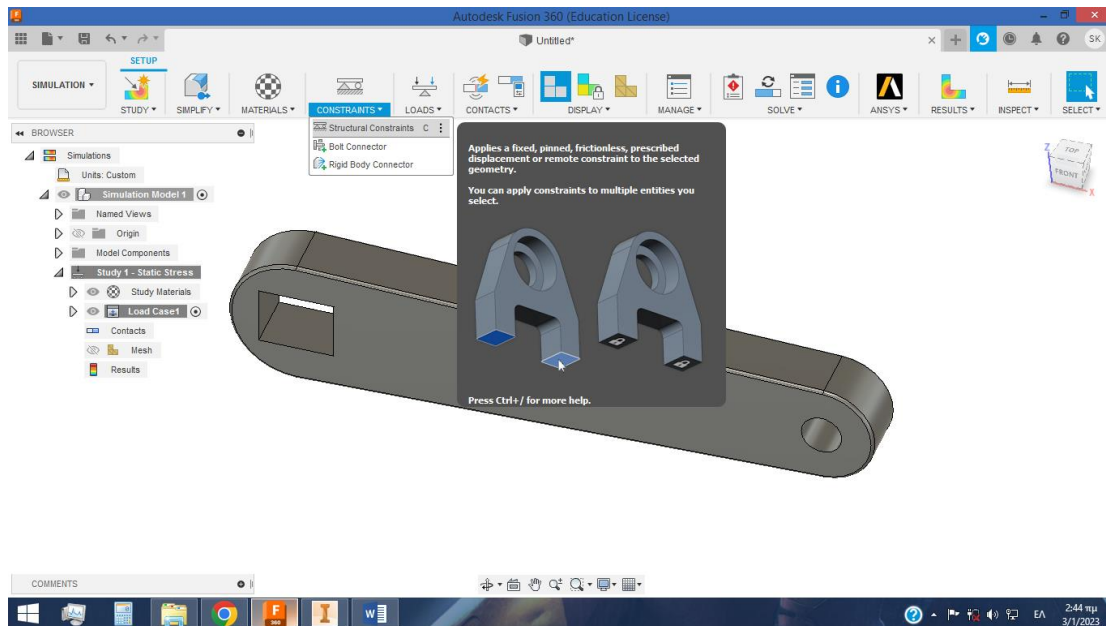 Autodesk Fusion 360 (Education License)
Untitled*
SK
SETUP
SIMULATION
STUDY
SIMPLIFY
MATERIALS
CONSTRAINTS
LOADS
CONTACTS
DISPLAY
MANAGE
SOLVE
ANSYS
RESULTS
INSPECT
SELECT
BROWSER
Simulations
Units: Custom
Simulation Model 1
Named Views
Origin
Model Components
Study 1 - Static Stress
Study Materials
Load Case1
Contacts
Mesh
Results
Structural Constraints C
Bolt Connector
Rigid Body Connector
Applies a fixed, pinned, frictionless, prescribed
displacement or remote constraint to the selected
geometry.
You can apply constraints to multiple entities you
select.
Press Ctrl+/ for more help.
Z
TOP
FRONT
X
COMMENTS
F
360
I
W
ΕΛ
2:44 πμ
3/1/2023